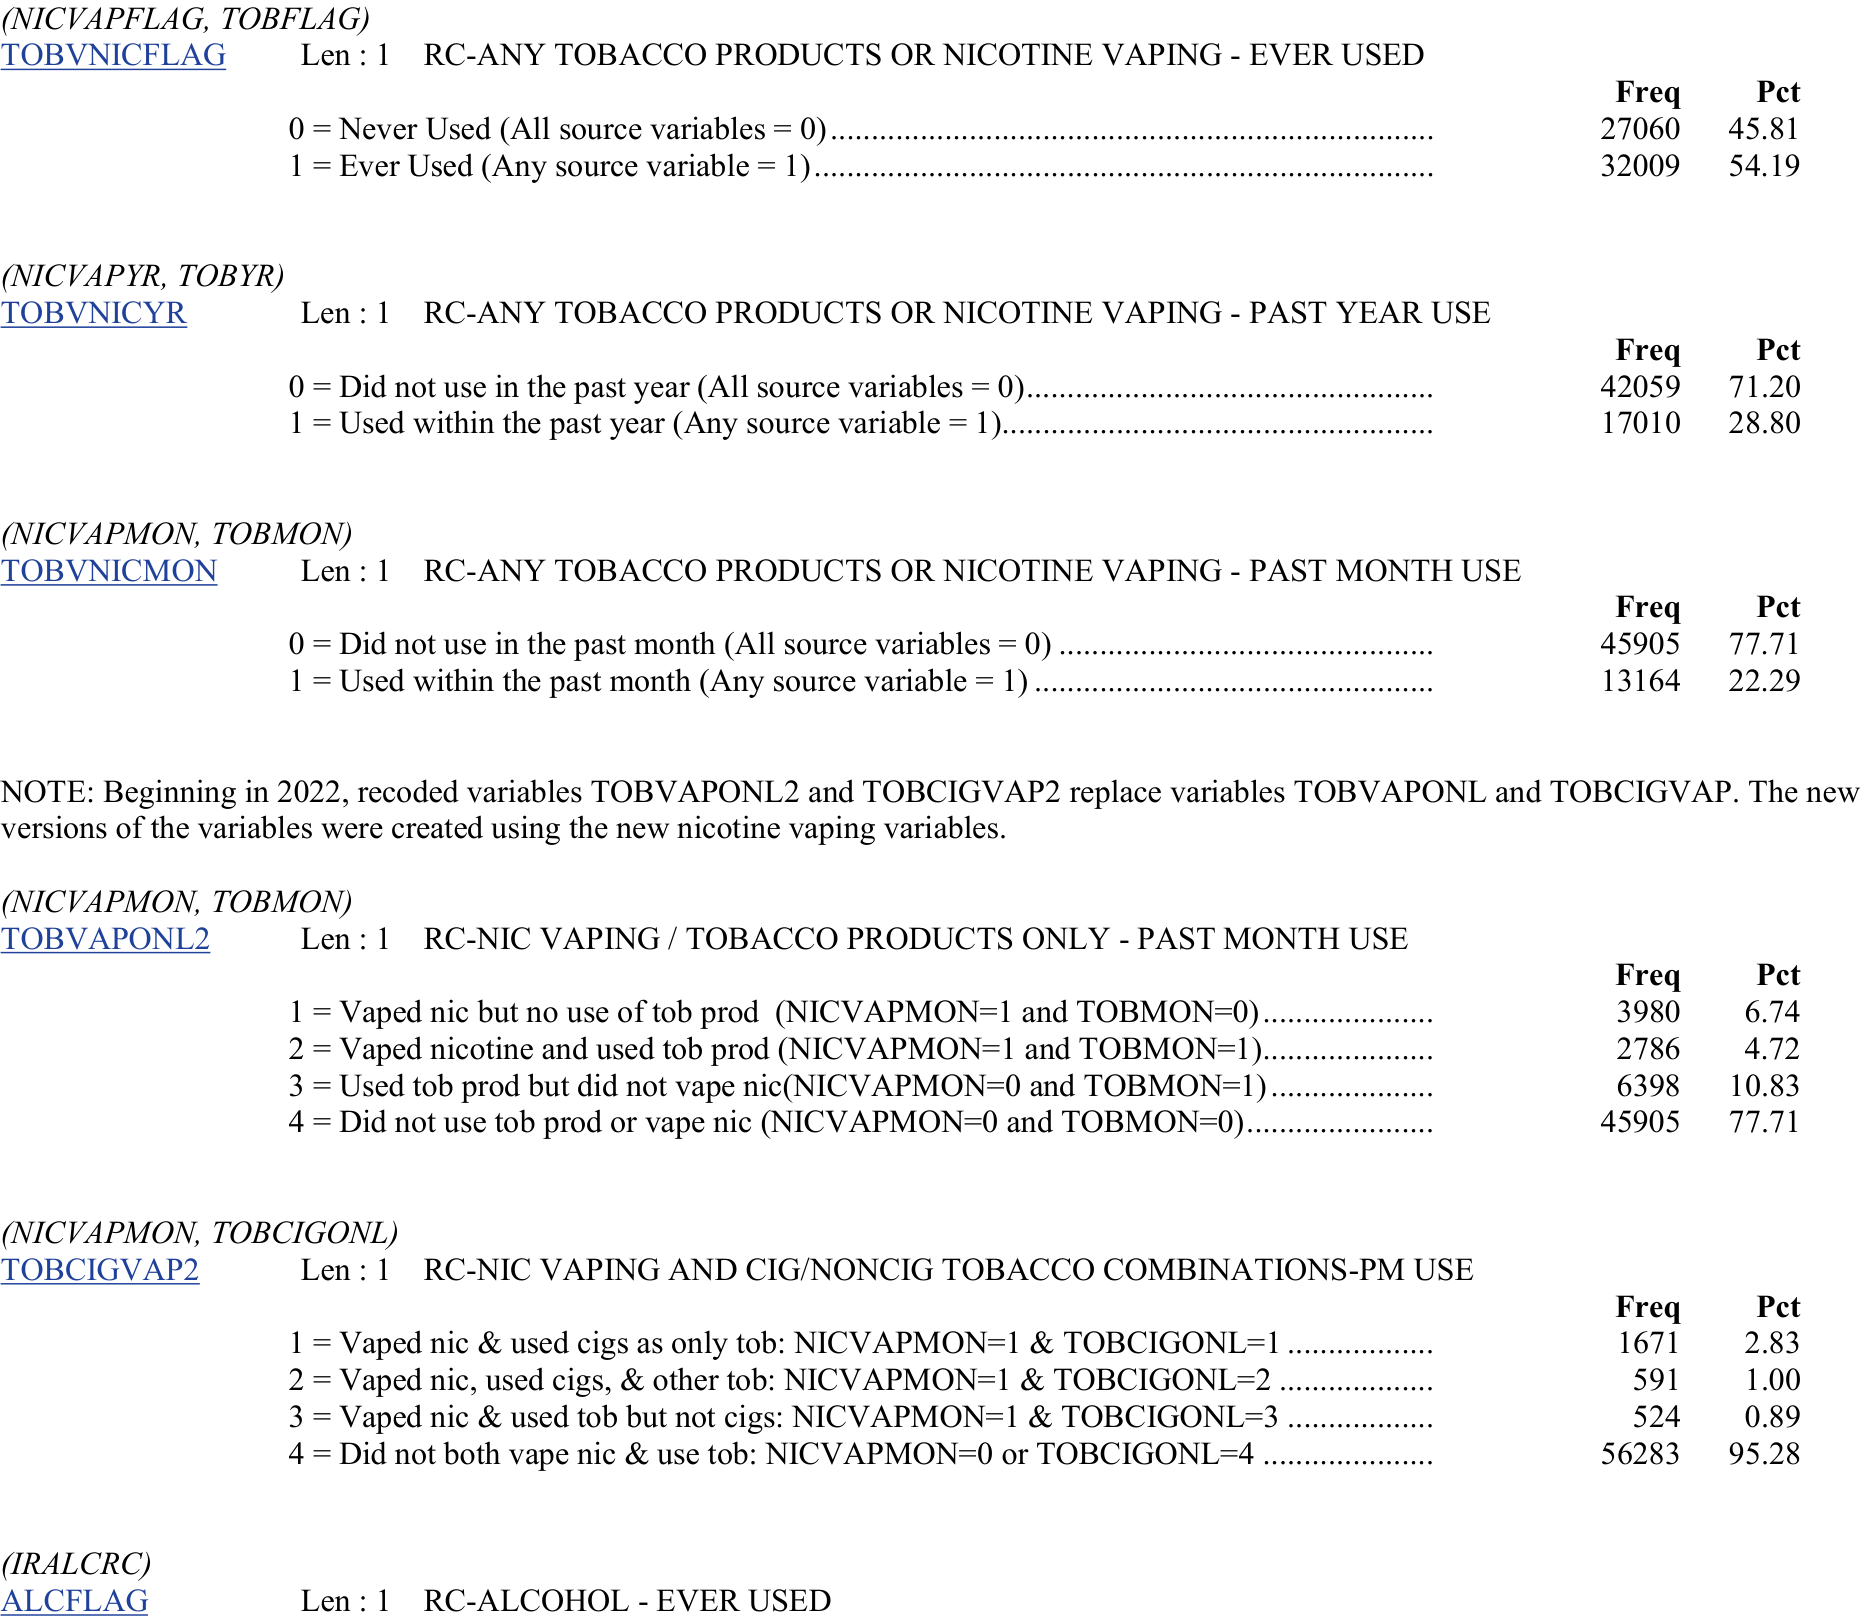 (NICVAPFLAG, TOBFLAG)
TOBVNICFLAG Len : 1 RC-ANY TOBACCO PRODUCTS OR NICOTINE VAPING - EVER USED
Freq Pct
0 = Never Used (All source variables = 0).......................................................................... 27060 45.81
1 = Ever Used (Any source variable = 1)............................................................................ 32009 54.19
(NICVAPYR, TOBYR)
TOBVNICYR Len : 1 RC-ANY TOBACCO PRODUCTS OR NICOTINE VAPING - PAST YEAR USE
Freq Pct
0 = Did not use in the past year (All source variables = 0).................................................. 42059 71.20
1 = Used within the past year (Any source variable = 1)..................................................... 17010 28.80
(NICVAPMON, TOBMON)
TOBVNICMON Len : 1 RC-ANY TOBACCO PRODUCTS OR NICOTINE VAPING - PAST MONTH USE
Freq Pct
0 = Did not use in the past month (All source variables = 0) .............................................. 45905 77.71
1 = Used within the past month (Any source variable = 1) ................................................. 13164 22.29
NOTE: Beginning in 2022, recoded variables TOBVAPONL2 and TOBCIGVAP2 replace variables TOBVAPONL and TOBCIGVAP. The new
versions of the variables were created using the new nicotine vaping variables.
(NICVAPMON, TOBMON)
TOBVAPONL2 Len : 1 RC-NIC VAPING / TOBACCO PRODUCTS ONLY - PAST MONTH USE
Freq Pct
1 = Vaped nic but no use of tob prod (NICVAPMON=1 and TOBMON=0)..................... 3980 6.74
2 = Vaped nicotine and used tob prod (NICVAPMON=1 and TOBMON=1)..................... 2786 4.72
3 = Used tob prod but did not vape nic(NICVAPMON=0 and TOBMON=1).................... 6398 10.83
4 = Did not use tob prod or vape nic (NICVAPMON=0 and TOBMON=0)....................... 45905 77.71
(NICVAPMON, TOBCIGONL)
TOBCIGVAP2 Len : 1 RC-NIC VAPING AND CIG/NONCIG TOBACCO COMBINATIONS-PM USE
Freq Pct
1 = Vaped nic & used cigs as only tob: NICVAPMON=1 & TOBCIGONL=1 .................. 1671 2.83
2 = Vaped nic, used cigs, & other tob: NICVAPMON=1 & TOBCIGONL=2 ................... 591 1.00
3 = Vaped nic & used tob but not cigs: NICVAPMON=1 & TOBCIGONL=3 .................. 524 0.89
4 = Did not both vape nic & use tob: NICVAPMON=0 or TOBCIGONL=4 ..................... 56283 95.28
(IRALCRC)
ALCFLAG Len : 1 RC-ALCOHOL - EVER USED